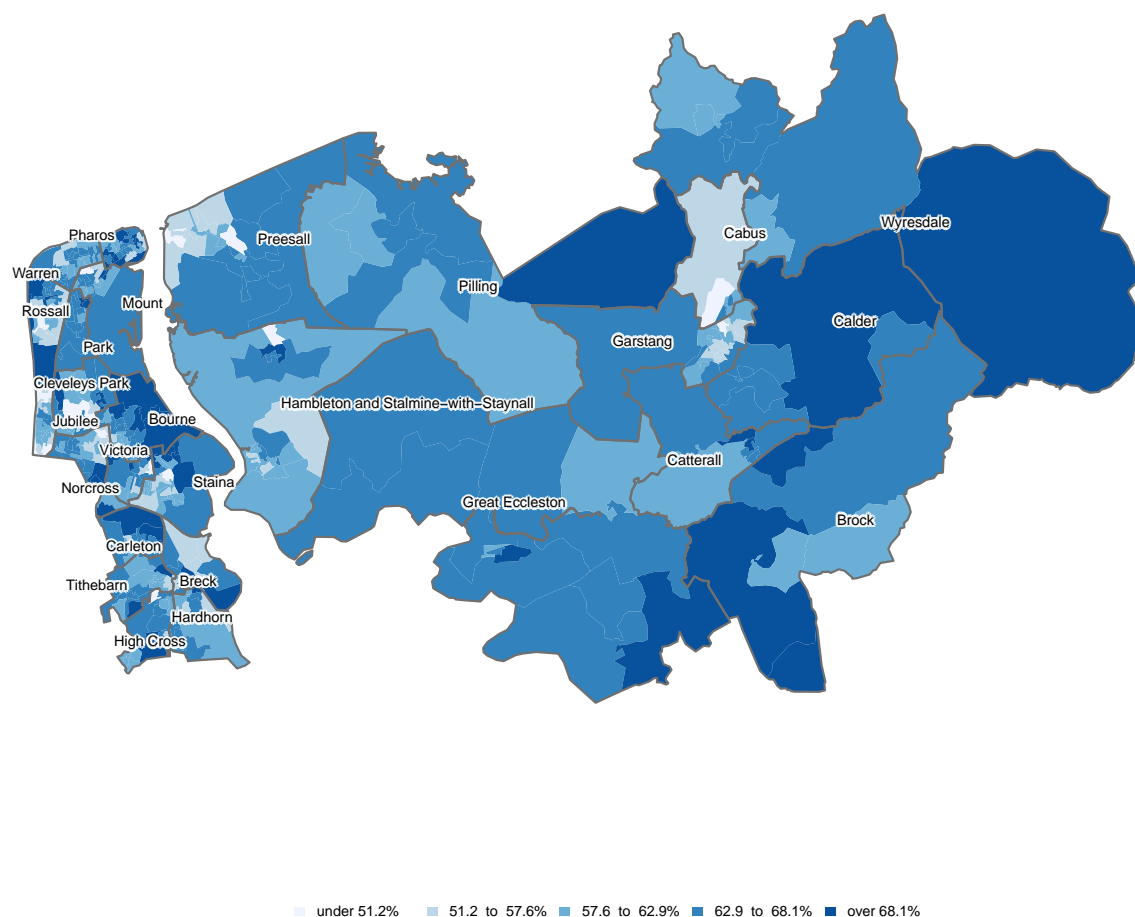 Pharos
Wyresdale
Cabus
Preesall
Warren
Pilling
Mount
Rossall
Calder
Garstang
Park
Cleveleys Park
Hambleton and Stalmine−with−Staynall
Jubilee
Bourne
Victoria
Catterall
Staina
Norcross
Great Eccleston
Brock
Carleton
Tithebarn
Breck
Hardhorn
High Cross
under 51.2% 51.2 to 57.6% 57.6 to 62.9% 62.9 to 68.1% over 68.1%